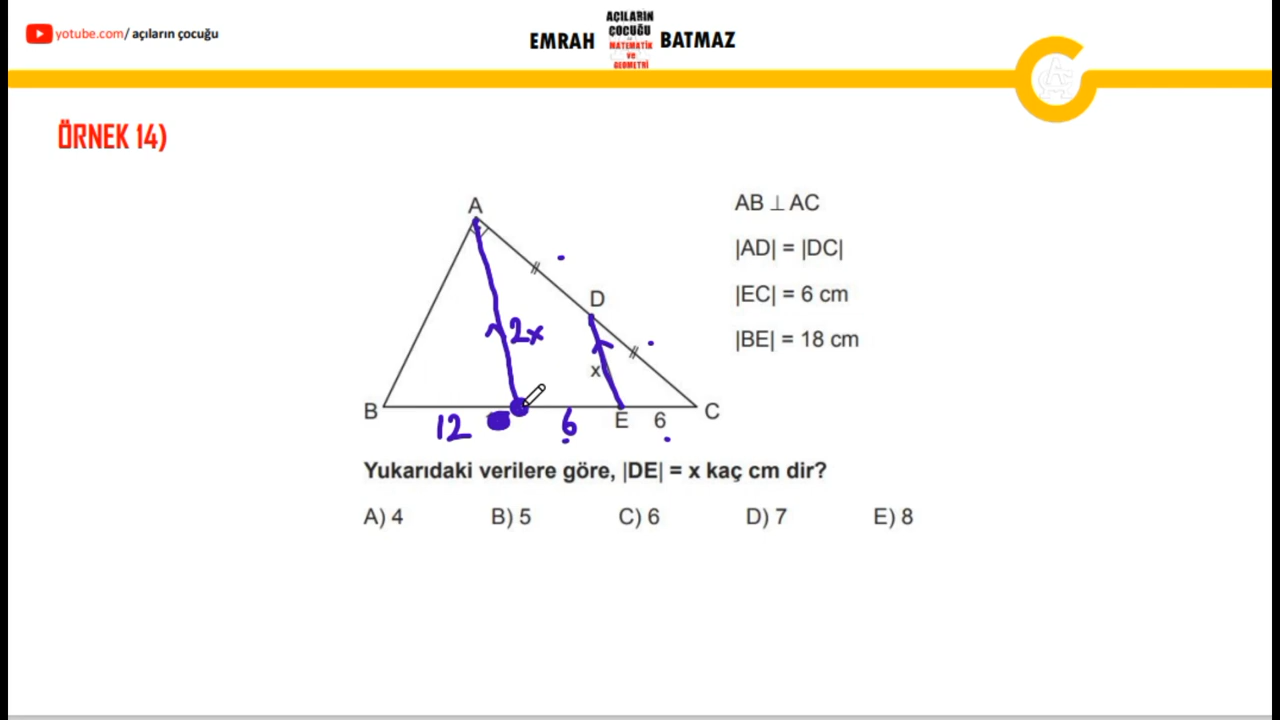 yotube.com/ açıların çocuğu
EMRAH
AÇILARIN
ÇOCUĞU
MATEMATİK
ve
GEOMETRİ
BATMAZ
ÖRNEK 14)
A
AB ⊥ AC
|AD| = |DC|
D
|EC| = 6 cm
2x
|BE| = 18 cm
x
B
C
12
6
E
6
Yukarıdaki verilere göre, |DE| = x kaç cm dir?
A) 4 B) 5 C) 6 D) 7 E) 8